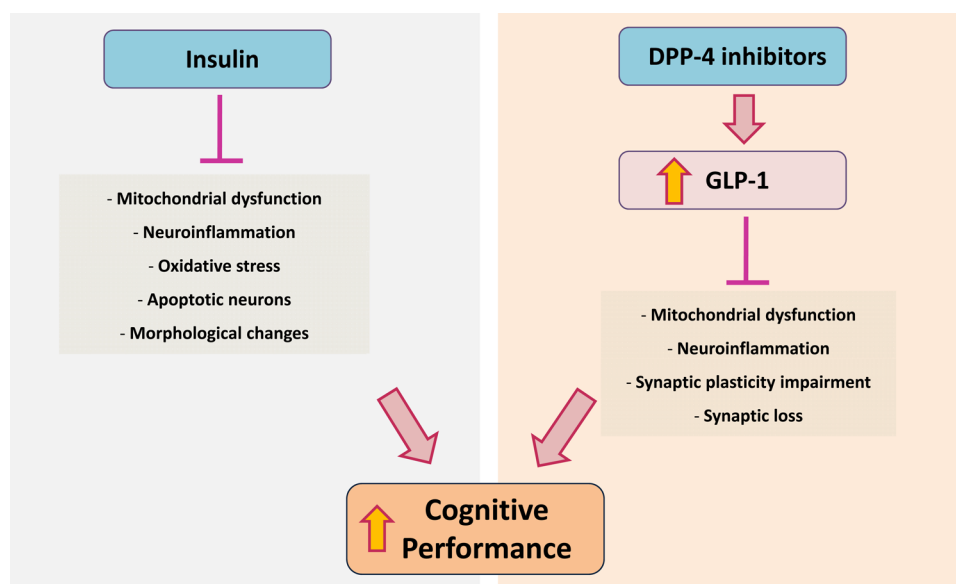 Insulin
- Mitochondrial dysfunction
- Neuroinflammation
- Oxidative stress
- Apoptotic neurons
- Morphological changes
DPP-4 inhibitors
GLP-1
- Mitochondrial dysfunction
- Neuroinflammation
- Synaptic plasticity impairment
- Synaptic loss
Cognitive
Performance